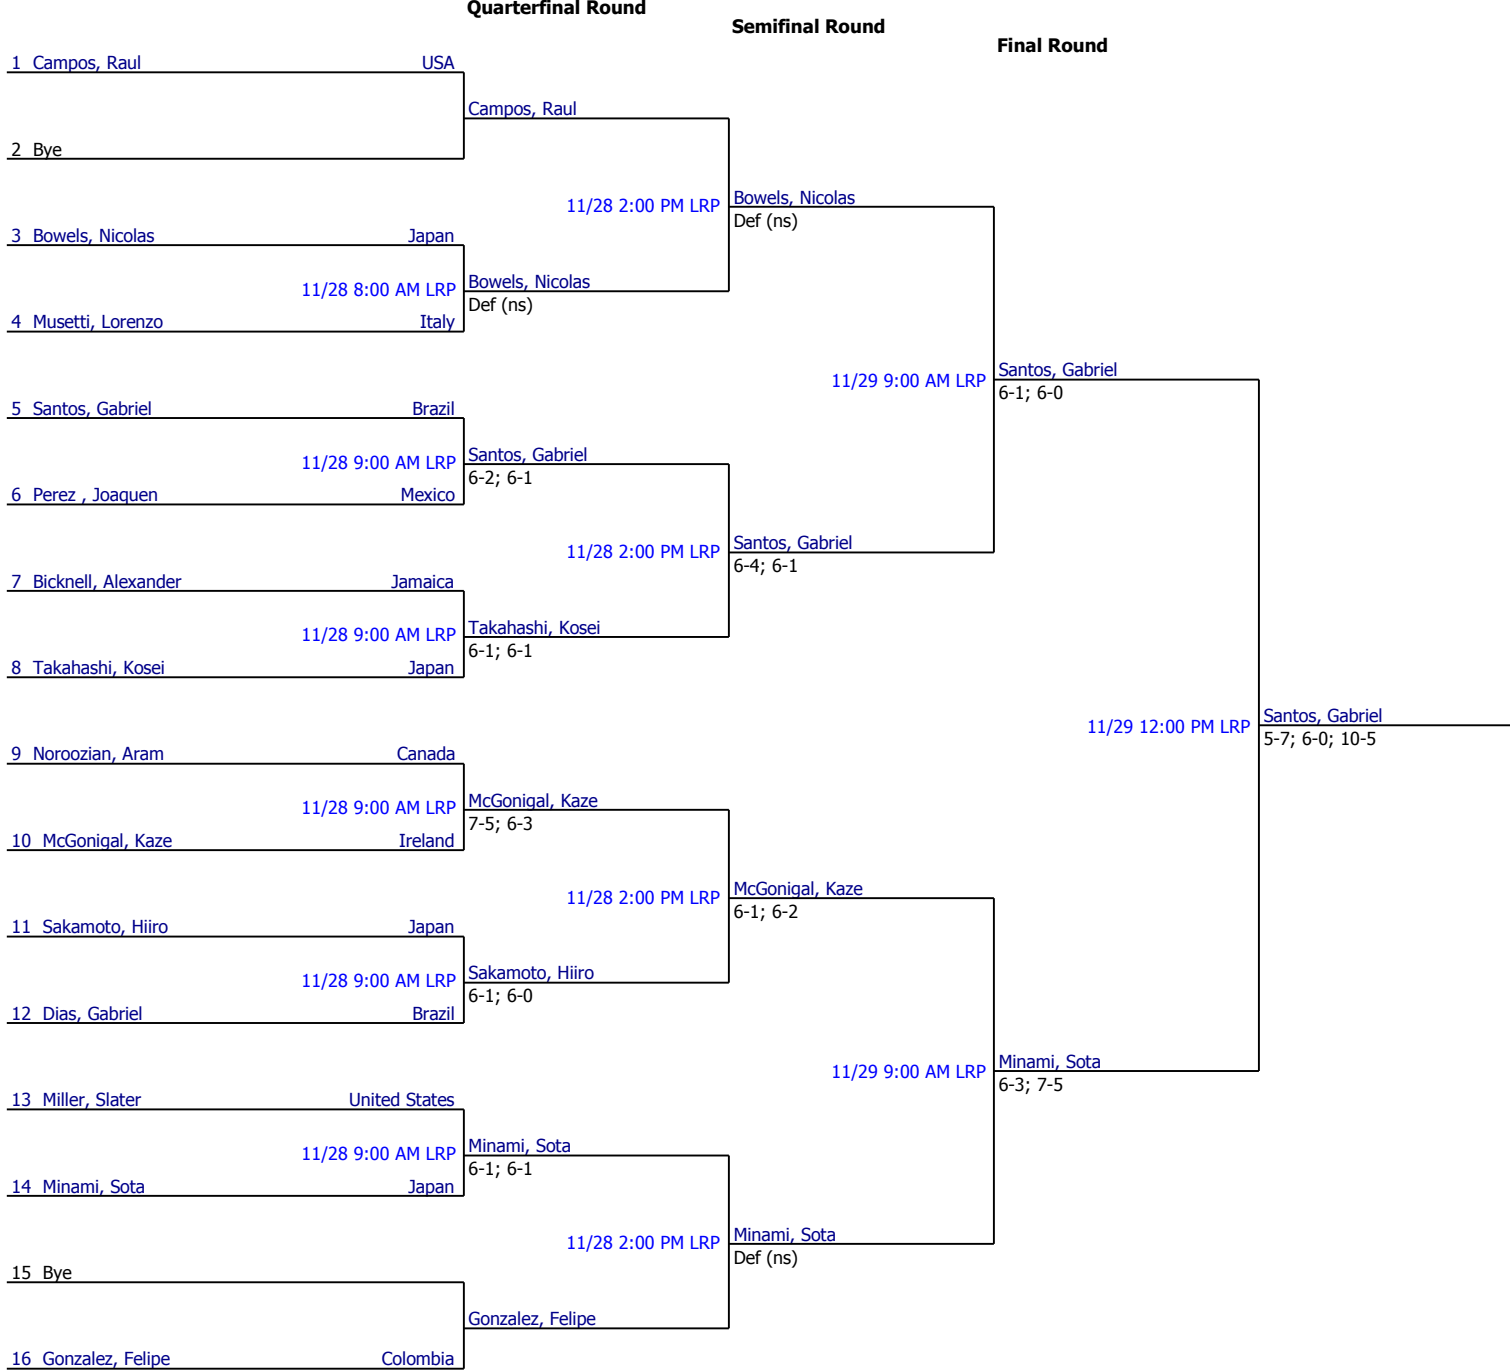 Quarterfinal Round
Semifinal Round
Final Round
1 Campos, Raul USA
Campos, Raul
2 Bye
11/28 2:00 PM LRP Bowels, Nicolas
Def (ns)
3 Bowels, Nicolas Japan
11/28 8:00 AM LRP Bowels, Nicolas
Def (ns)
4 Musetti, Lorenzo Italy
11/29 9:00 AM LRP Santos, Gabriel
6-1; 6-0
5 Santos, Gabriel Brazil
11/28 9:00 AM LRP Santos, Gabriel
6-2; 6-1
6 Perez , Joaquen Mexico
11/28 2:00 PM LRP Santos, Gabriel
6-4; 6-1
7 Bicknell, Alexander Jamaica
11/28 9:00 AM LRP Takahashi, Kosei
6-1; 6-1
8 Takahashi, Kosei Japan
11/29 12:00 PM LRP Santos, Gabriel
5-7; 6-0; 10-5
9 Noroozian, Aram Canada
11/28 9:00 AM LRP McGonigal, Kaze
7-5; 6-3
10 McGonigal, Kaze Ireland
11/28 2:00 PM LRP McGonigal, Kaze
6-1; 6-2
11 Sakamoto, Hiiro Japan
11/28 9:00 AM LRP Sakamoto, Hiiro
6-1; 6-0
12 Dias, Gabriel Brazil
11/29 9:00 AM LRP Minami, Sota
6-3; 7-5
13 Miller, Slater United States
11/28 9:00 AM LRP Minami, Sota
6-1; 6-1
14 Minami, Sota Japan
11/28 2:00 PM LRP Minami, Sota
Def (ns)
15 Bye
Gonzalez, Felipe
16 Gonzalez, Felipe Colombia